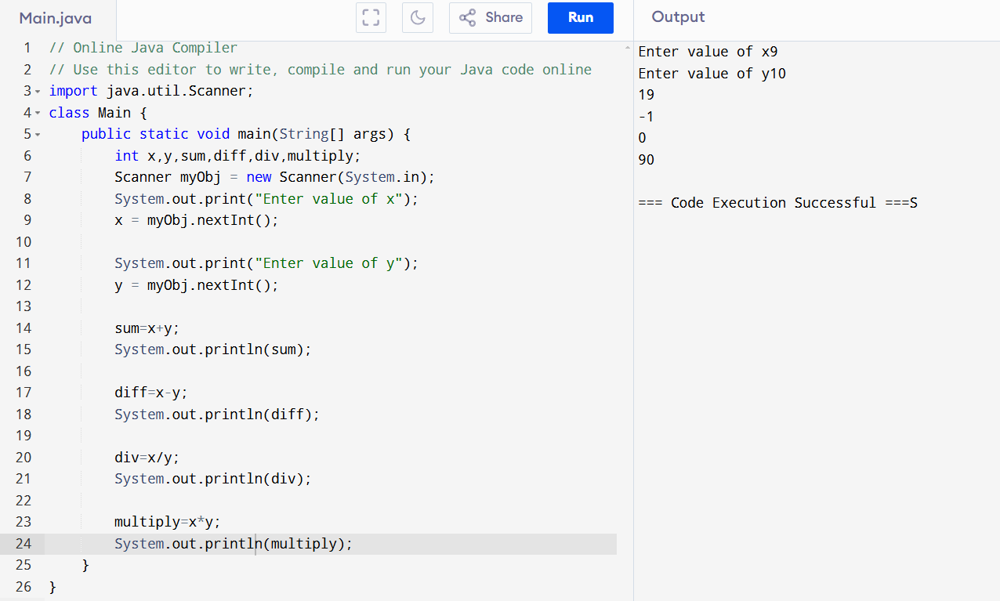 Main.java
Share
Run
Output
1 // Online Java Compiler
2 // Use this editor to write, compile and run your Java code online
3 import java.util.Scanner;
4 class Main {
5     public static void main(String[] args) {
6         int x,y,sum,diff,div,multiply;
7         Scanner myObj = new Scanner(System.in);
8         System.out.print("Enter value of x");
9         x = myObj.nextInt();
10
11         System.out.print("Enter value of y");
12         y = myObj.nextInt();
13
14         sum=x+y;
15         System.out.println(sum);
16
17         diff=x-y;
18         System.out.println(diff);
19
20         div=x/y;
21         System.out.println(div);
22
23         multiply=x*y;
24         System.out.println(multiply);
25     }
26 }
Enter value of x9
Enter value of y10
19
-1
0
90
=== Code Execution Successful ===S